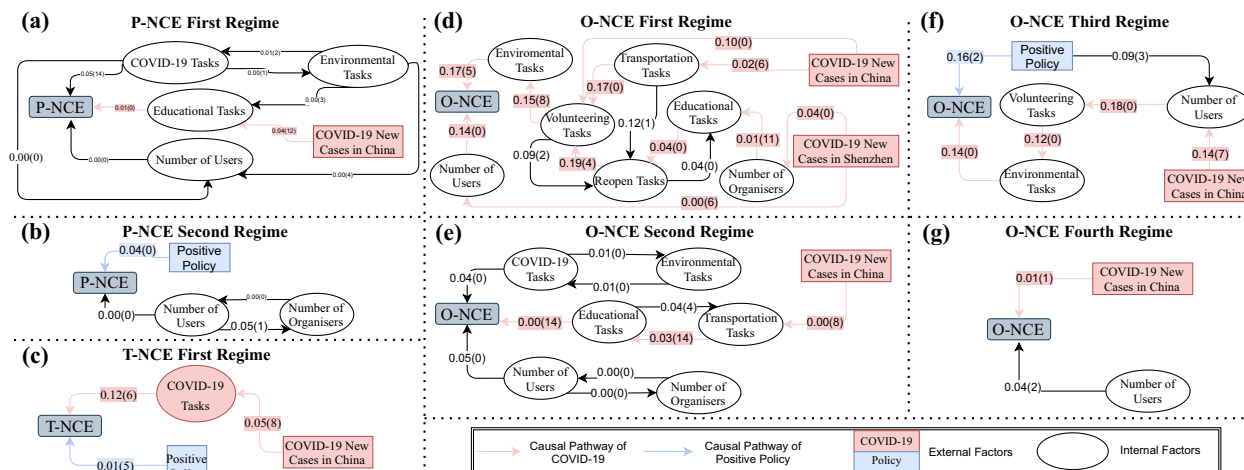 (a)
P-NCE First Regime
COVID-19 Tasks
0.01(2)
0.00(1)
Environmental
Tasks
0.05(14)
P-NCE
0.00(3)
0.01(0)
Educational Tasks
0.04(12)
COVID-19 New
Cases in China
0.00(0)
0.00(0)
Number of Users
0.00(4)
(b)
P-NCE Second Regime
0.04(0)
Positive
Policy
P-NCE
0.00(0)
Number of
Users
0.00(0)
0.05(1)
Number of
Organisers
(c)
T-NCE First Regime
0.12(6)
COVID-19
Tasks
T-NCE
0.05(8)
COVID-19 New
Cases in China
0.01(5)
Positive
(d)
O-NCE First Regime
0.10(0)
Enviromental
Tasks
Transportation
Tasks
0.02(6)
COVID-19 New
Cases in China
0.17(5)
0.17(0)
O-NCE
0.15(8)
Educational
Tasks
0.04(0)
Volunteering
Tasks
0.12(1)
0.14(0)
0.04(0)
0.01(11)
COVID-19 New
Cases in Shenzhen
0.09(2)
0.19(4)
0.04(0)
Number of
Users
Reopen Tasks
Number of
Organisers
0.00(6)
(e)
O-NCE Second Regime
COVID-19
Tasks
0.01(0)
0.01(0)
Environmental
Tasks
COVID-19 New
Cases in China
0.04(0)
O-NCE
0.00(14)
Educational
Tasks
0.04(4)
0.03(14)
Transportation
Tasks
0.00(8)
0.05(0)
Number of
Users
0.00(0)
0.00(0)
Number of
Organisers
(f)
O-NCE Third Regime
0.16(2)
Positive
Policy
0.09(3)
O-NCE
Volunteering
Tasks
0.18(0)
Number of
Users
0.12(0)
0.14(0)
0.14(7)
Environmental
Tasks
COVID-19 New
Cases in China
(g)
O-NCE Fourth Regime
0.01(1)
COVID-19 New
Cases in China
O-NCE
0.04(2)
Number of
Users
Causal Pathway of
COVID-19
Causal Pathway of
Positive Policy
COVID-19
Policy
External Factors
Internal Factors